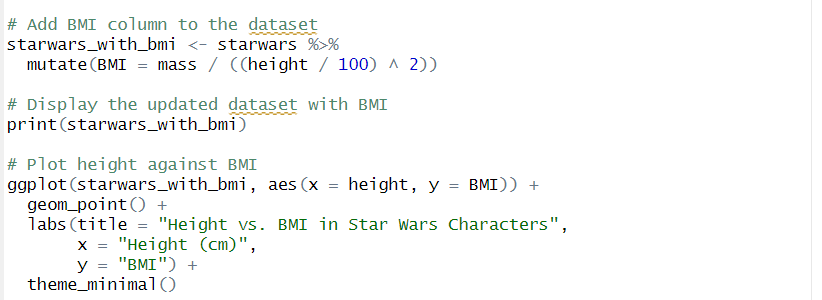 # Add BMI column to the dataset
starwars_with_bmi <- starwars %>%
  mutate(BMI = mass / ((height / 100) ^ 2))
# Display the updated dataset with BMI
print(starwars_with_bmi)
# Plot height against BMI
ggplot(starwars_with_bmi, aes(x = height, y = BMI)) +
  geom_point() +
  labs(title = "Height vs. BMI in Star Wars Characters",
       x = "Height (cm)",
       y = "BMI") +
  theme_minimal()